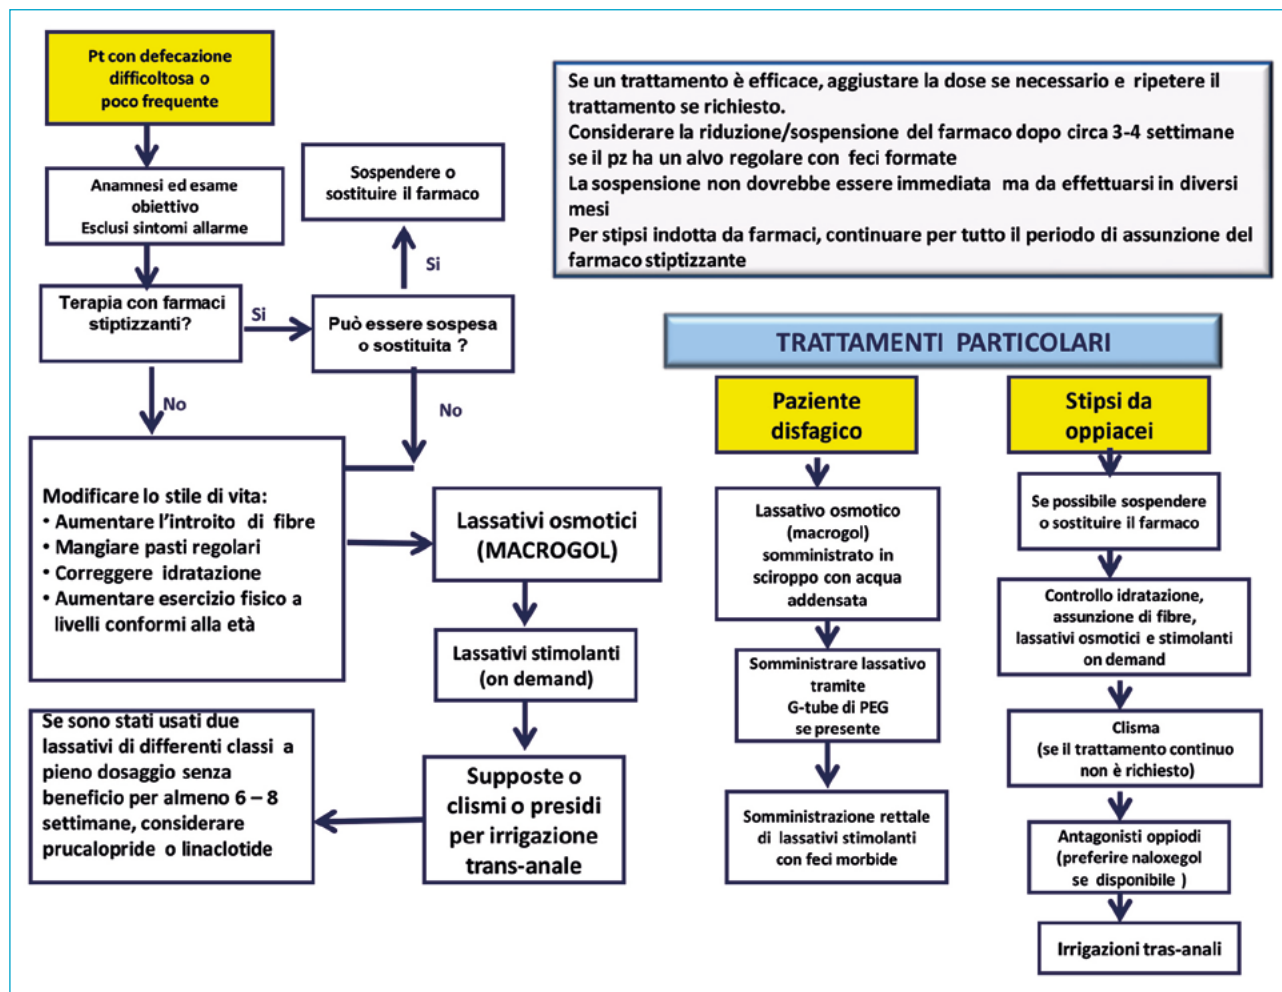 Pt con defecazione
difficoltosa o
poco frequente
Anamnesi ed esame
obiettivo
Esclusi sintomi allarme
Terapia con farmaci
stiptizzanti?
Si
Può essere sospesa
o sostituita ?
Si
Sospendere o
sostituire il farmaco
No
No
Modificare lo stile di vita:
• Aumentare l'introito di fibre
• Mangiare pasti regolari
• Correggere idratazione
• Aumentare esercizio fisico a
livelli conformi alla età
Lassativi osmotici
(MACROGOL)
Lassativi stimolanti
(on demand)
Supposte o
clismi o presidi
per irrigazione
trans-anale
Se sono stati usati due
lassativi di differenti classi a
pieno dosaggio senza
beneficio per almeno 6 – 8
settimane, considerare
prucalopride o linaclotide
Se un trattamento è efficace, aggiustare la dose se necessario e ripetere il
trattamento se richiesto.
Considerare la riduzione/sospensione del farmaco dopo circa 3-4 settimane
se il pz ha un alvo regolare con feci formate
La sospensione non dovrebbe essere immediata ma da effettuarsi in diversi
mesi
Per stipsi indotta da farmaci, continuare per tutto il periodo di assunzione del
farmaco stiptizzante
TRATTAMENTI PARTICOLARI
Paziente
disfagico
Lassativo osmotico
(macrogol)
somministrato in
sciroppo con acqua
addensata
Somministrare lassativo
tramite
G-tube di PEG
se presente
Somministrazione rettale
di lassativi stimolanti
con feci morbide
Stipsi da
oppiacei
Se possibile sospendere
o sostituire il farmaco
Controllo idratazione,
assunzione di fibre,
lassativi osmotici e stimolanti
on demand
Clisma
(se il trattamento continuo
non è richiesto)
Antagonisti oppiodi
(preferire naloxegol
se disponibile )
Irrigazioni tras-anali